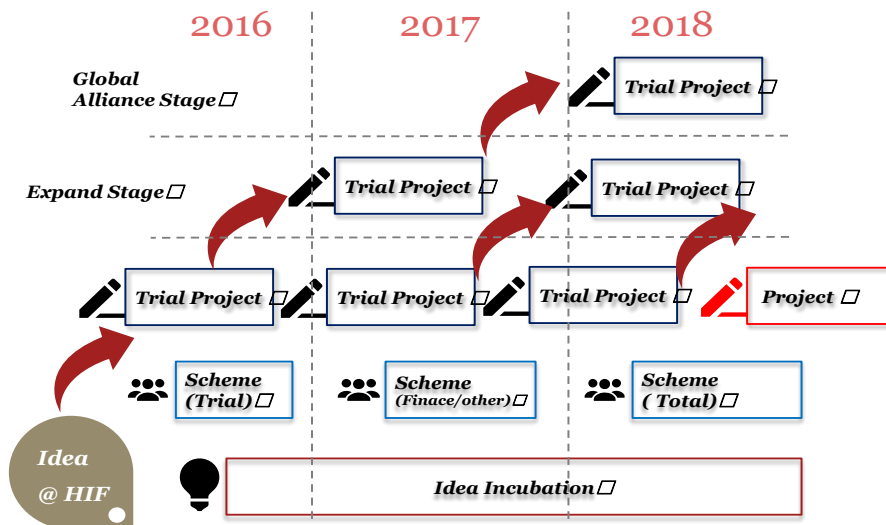 2016
2017
2018
Global
Alliance Stage
Trial Project
Expand Stage
Trial Project
Trial Project
Trial Project
Trial Project
Trial Project
Project
Scheme
(Trial)
Scheme
(Finace/other)
Scheme
( Total)
Idea
@ HIF
Idea Incubation